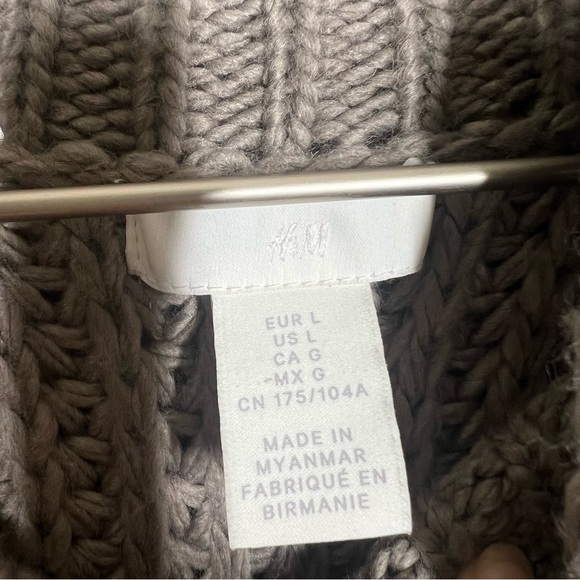 H&M
EUR L
US L
CA G
-MX G
CN 175/104A
MADE IN
MYANMAR
FABRIQUÉ EN
BIRMANIE